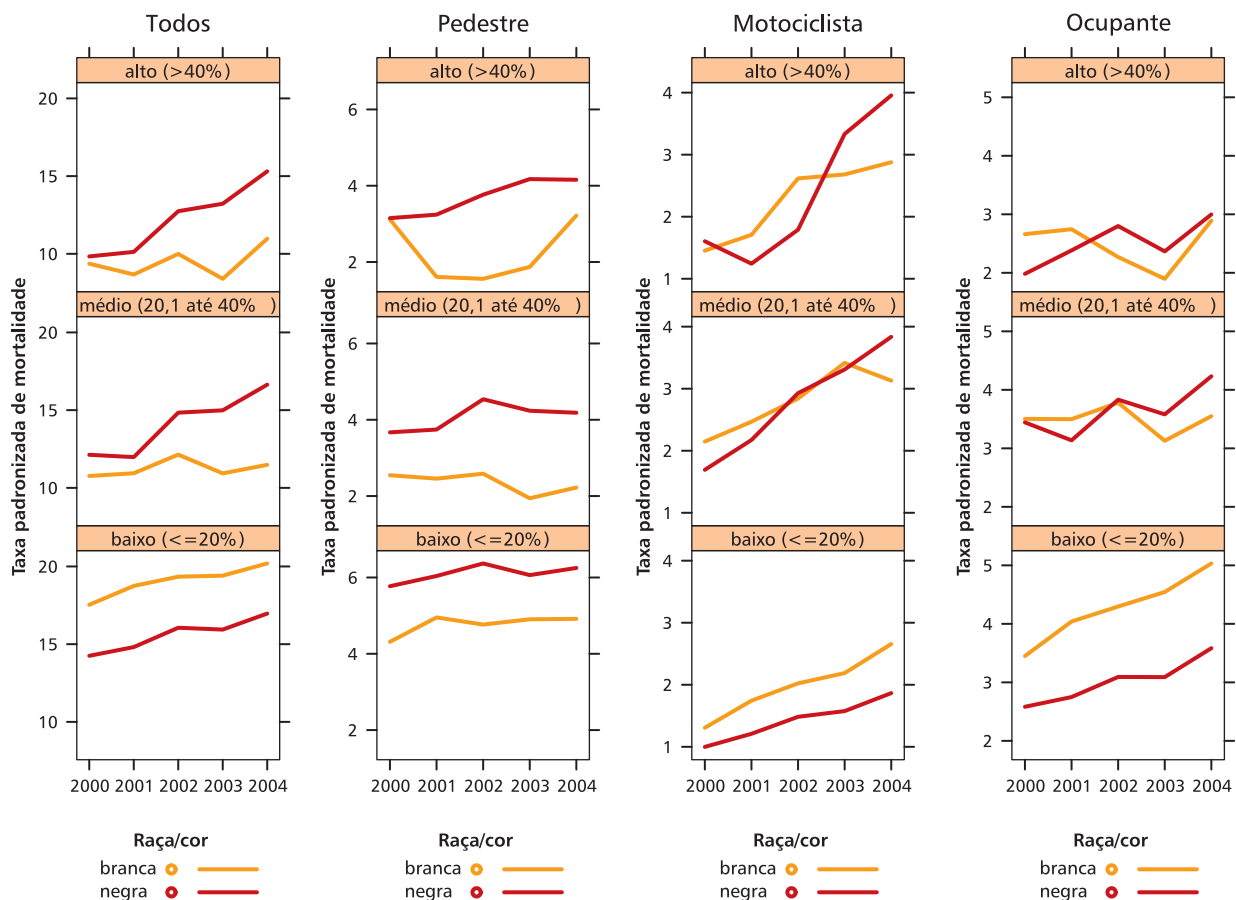 Todos
Pedestre
Motociclista
Ocupante
alto (>40%)
alto (>40%)
alto (>40%)
alto (>40%)
20
15
10
6
4
2
4
3
2
1
5
4
3
2
médio (20,1 até 40% )
médio (20,1 até 40% )
médio (20,1 até 40% )
médio (20,1 até 40% )
20
15
10
6
4
2
4
3
2
1
5
4
3
2
baixo (<=20%)
baixo (<=20%)
baixo (<=20%)
baixo (<=20%)
20
15
10
6
4
2
4
3
2
1
5
4
3
2
Taxa padronizada de mortalidade
Taxa padronizada de mortalidade
Taxa padronizada de mortalidade
Taxa padronizada de mortalidade
2000 2001 2002 2003 2004
2000 2001 2002 2003 2004
2000 2001 2002 2003 2004
2000 2001 2002 2003 2004
Raça/cor
branca
negra
Raça/cor
branca
negra
Raça/cor
branca
negra
Raça/cor
branca
negra